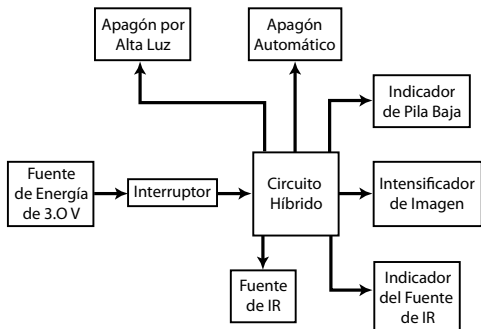 Apagón por
Alta Luz
Apagón
Automático
Indicador
de Pila Baja
Fuente
de Energía
de 3.O V
Interruptor
Circuito
Híbrido
Intensificador
de Imagen
Fuente
de IR
Indicador
del Fuente
de IR